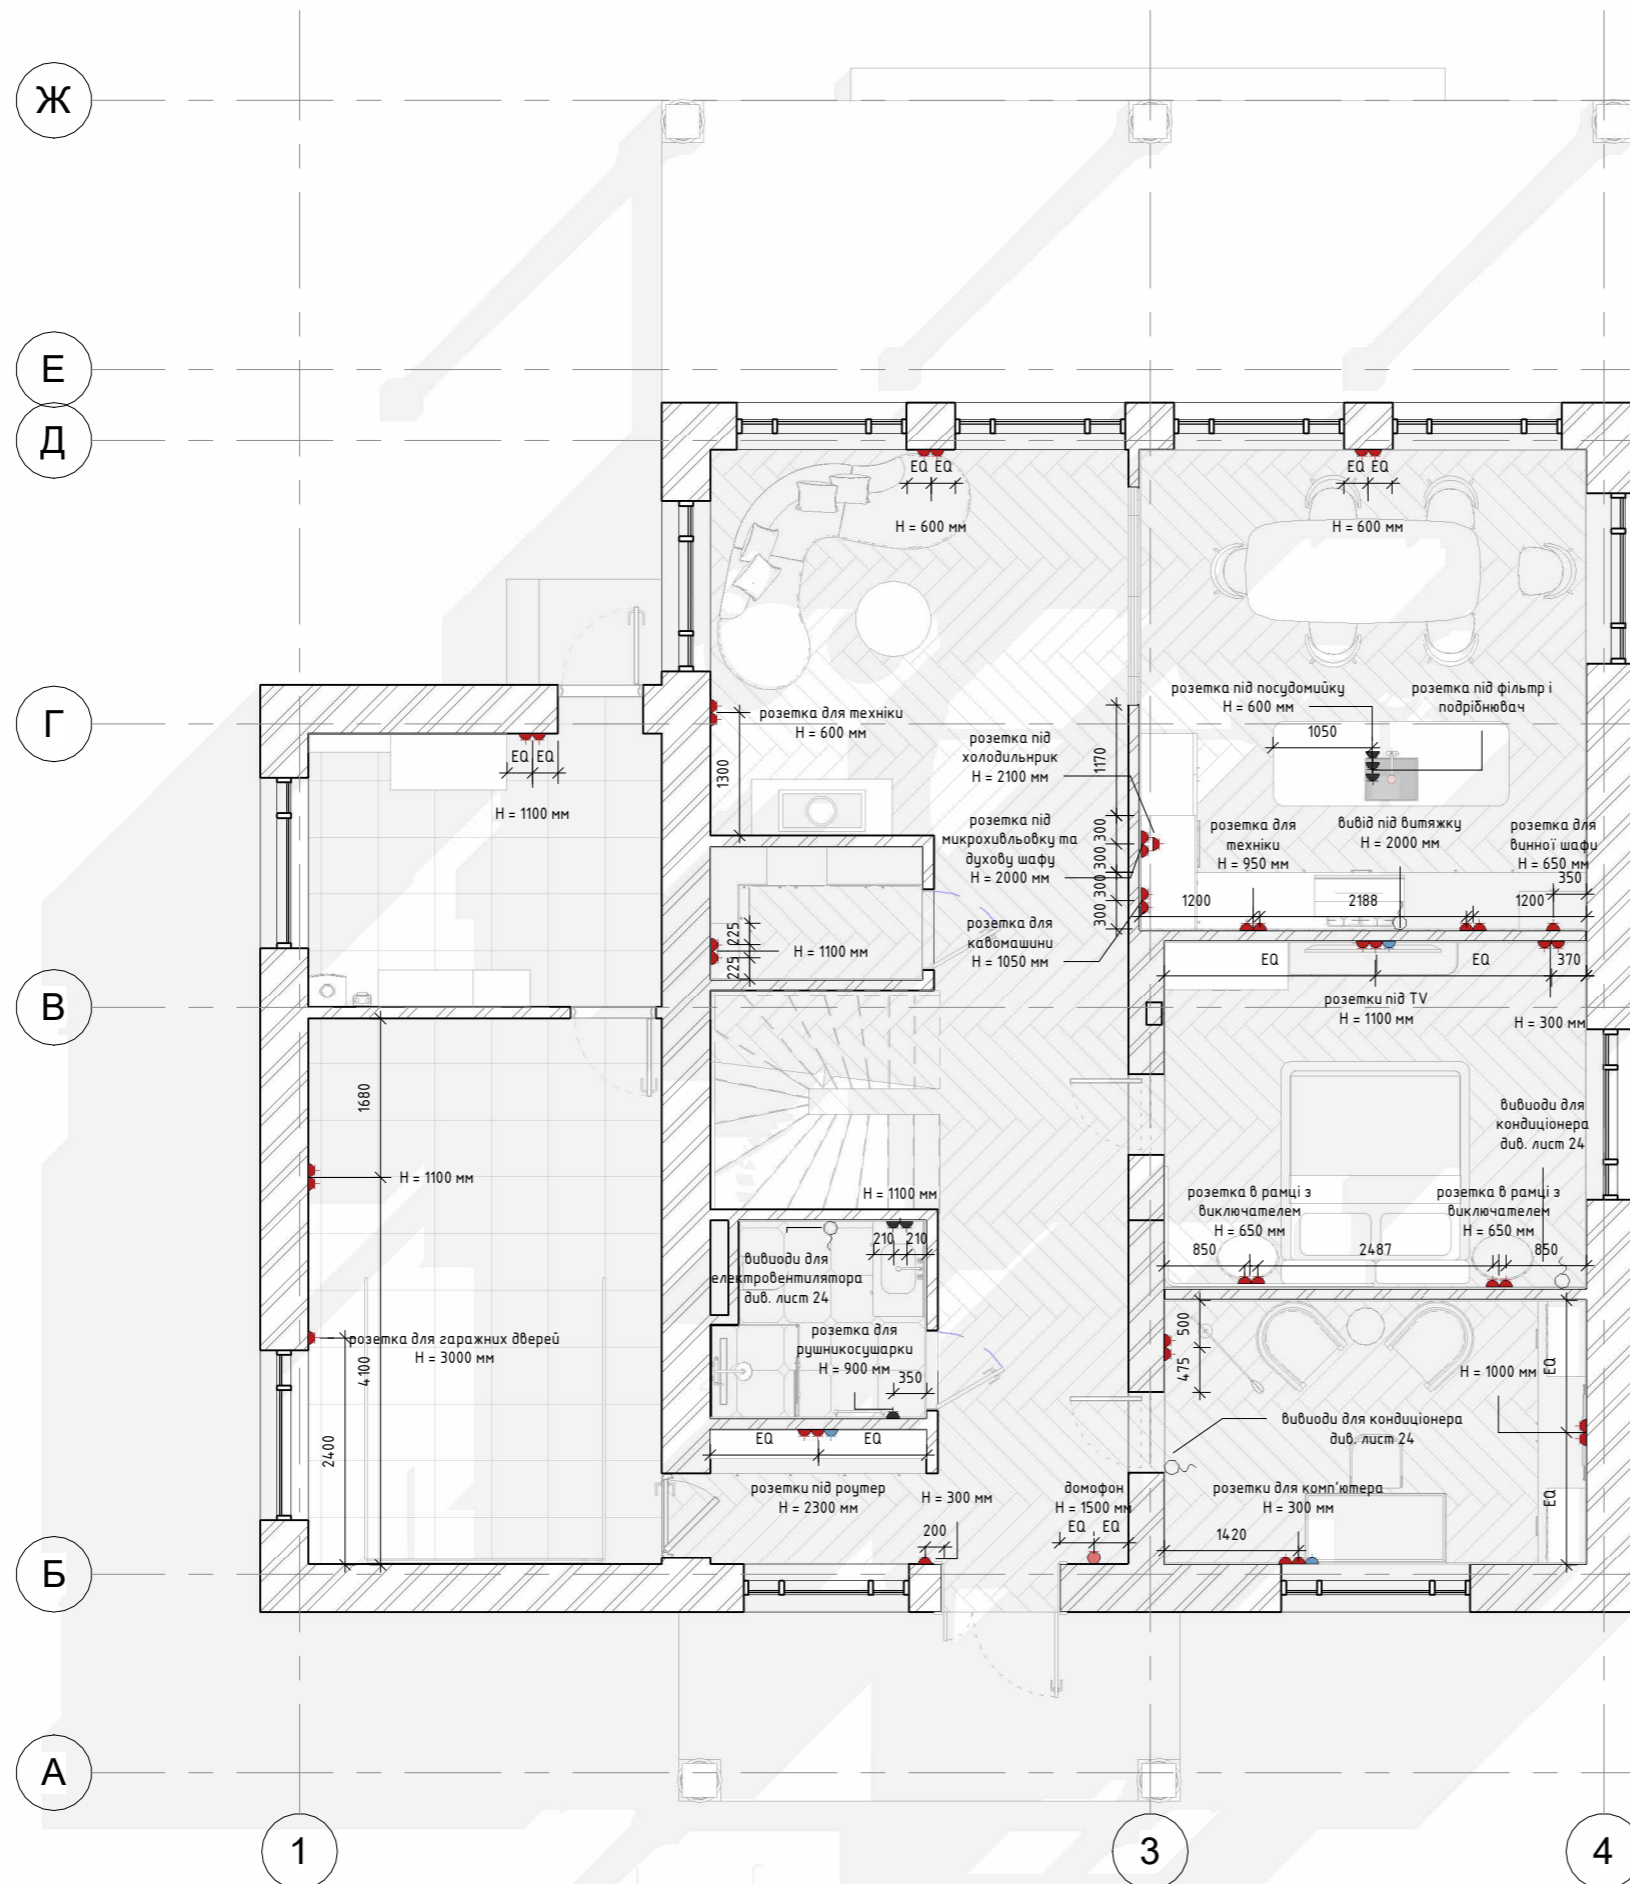 Ж
Е
Д
EQ EQ
H = 600 мм
EQ EQ
H = 600 мм
розетка під посудомийку
H = 600 мм
розетка під фільтр і
подрібнювач
Г
розетка для техніки
H = 600 мм
1300
EQ EQ
H = 1100 мм
розетка під
холодильнрик
H = 2100 мм
1170
1050
розетка під
микрохивльовку та
духову шафу
H = 2000 мм
300
300
300
300
розетка для
техніки
H = 950 мм
вивід під витяжку
H = 2000 мм
розетка для
винної шафи
H = 650 мм
350
1200
2188
1200
розетка для
кавомашини
H = 1050 мм
225
225
H = 1100 мм
EQ
EQ
370
розетки під TV
H = 1100 мм
H = 300 мм
В
1680
H = 1100 мм
вивиоди для
кондиціонера
див. лист 24
H = 1100 мм
розетка в рамці з
виключателем
H = 650 мм
розетка в рамці з
виключателем
H = 650 мм
850
2487
850
210
210
вивиоди для
електровентилятора
див. лист 24
розетка для гаражних дверей
H = 3000 мм
4100
2400
розетка для
рушникосушарки
H = 900 мм
350
500
475
H = 1000 мм
EQ
EQ
вивиоди для кондиціонера
див. лист 24
EQ
EQ
розетки під роутер
H = 2300 мм
H = 300 мм
200
домофон
H = 1500 мм
EQ EQ
розетки для комп'ютера
H = 300 мм
1420
Б
А
1
3
4